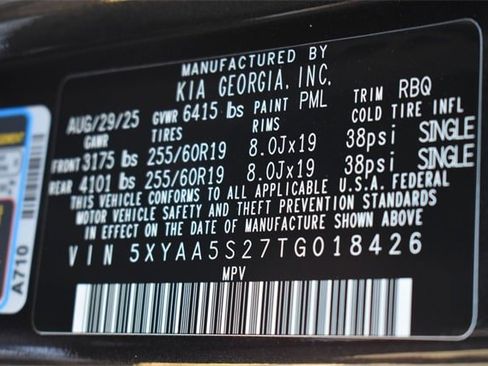 MANUFACTURED BY
KIA GEORGIA, INC.
AUG/29/25 GVWR 6415 lbs PAINT PML TRIM RBQ
GAWR TIRES RIMS COLD TIRE INFL
FRONT 3175 lbs 255/60R19 8.0Jx19 38psi SINGLE
REAR 4101 lbs 255/60R19 8.0Jx19 38psi SINGLE
THIS VEHICLE CONFORMS TO ALL APPLICABLE U.S.A. FEDERAL
MOTOR VEHICLE SAFETY AND THEFT PREVENTION STANDARDS
IN EFFECT ON THE DATE OF MANUFACTURE SHOWN ABOVE
VIN 5XYAA5S27TG018426
MPV
A710